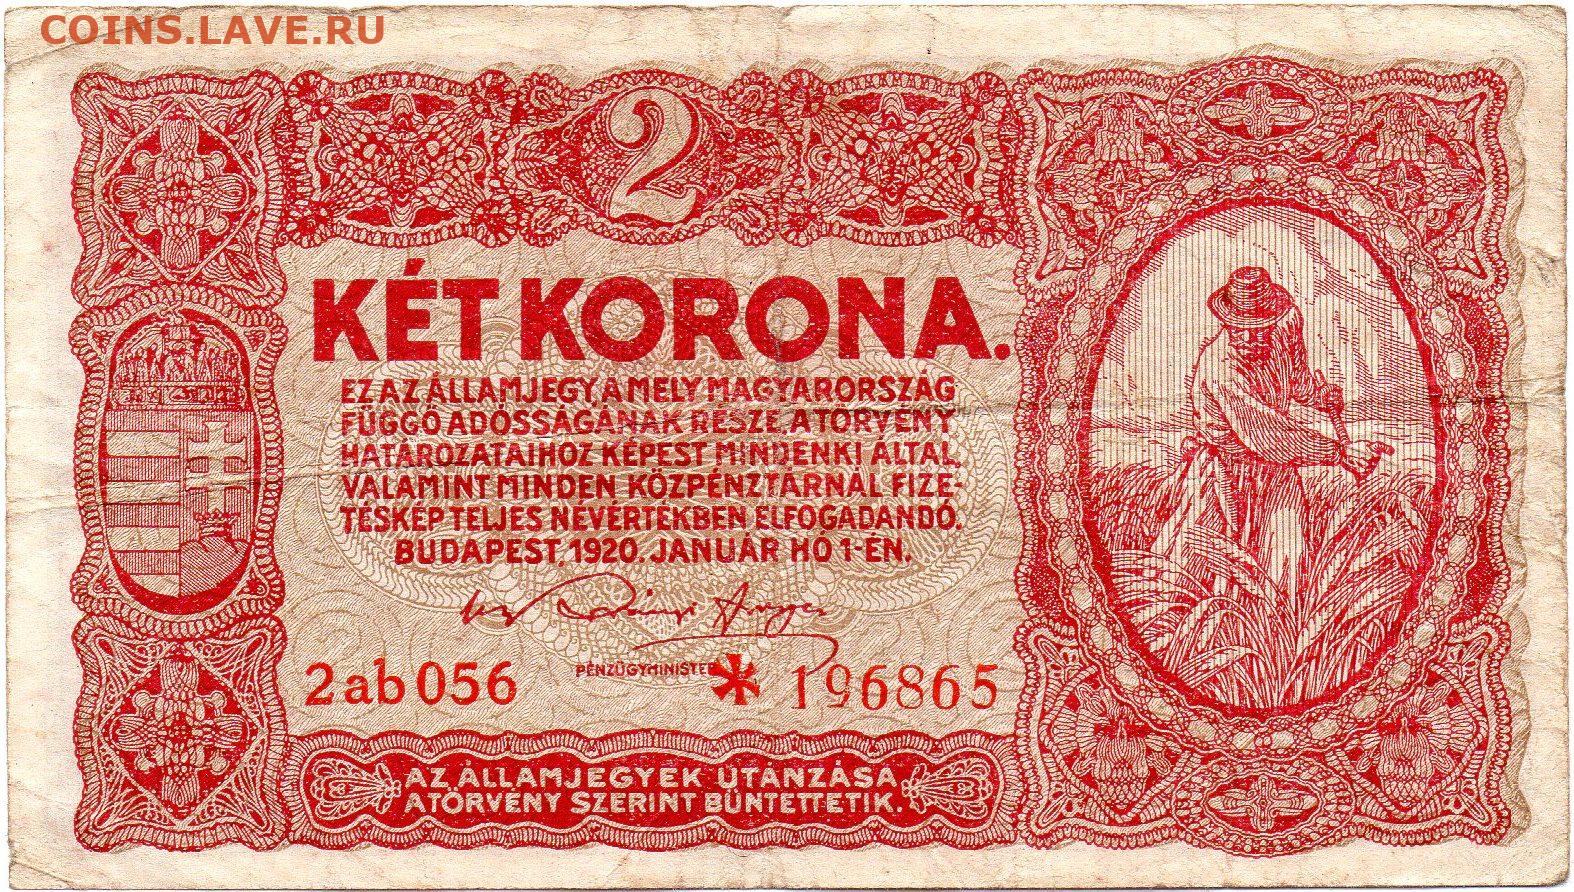 COINS.LAVE.RU
2
KÉT KORONA.
EZ AZ ÁLLAMJEGY, AMELY MAGYARORSZÁG
FÜGGŐ ADÓSSÁGÁNAK RÉSZE, A TÖRVÉNY
HATÁROZATAIHOZ KÉPEST MINDENKI ÁLTAL,
VALAMINT MINDEN KÖZPÉNZTÁRNÁL FIZE-
TÉSKÉP TELJES NÉVÉRTÉKBEN ELFOGADANDÓ.
BUDAPEST, 1920. JANUÁR HÓ 1-ÉN.
PÉNZÜGYMINISTER
2ab056 * 196865
AZ ÁLLAMJEGYEK UTÁNZÁSA
A TÖRVÉNY SZERINT BÜNTETTETIK.